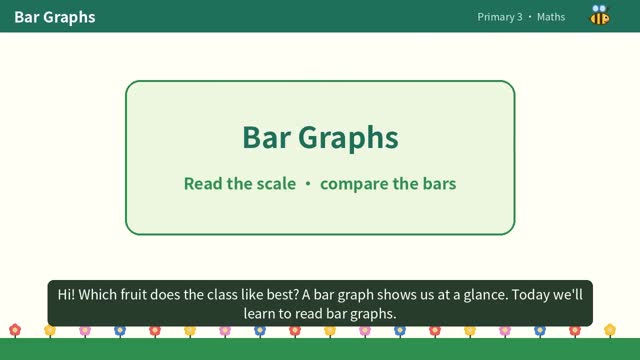 Bar Graphs
Primary 3 • Maths
Bar Graphs
Read the scale • compare the bars
Hi! Which fruit does the class like best? A bar graph shows us at a glance. Today we'll
learn to read bar graphs.